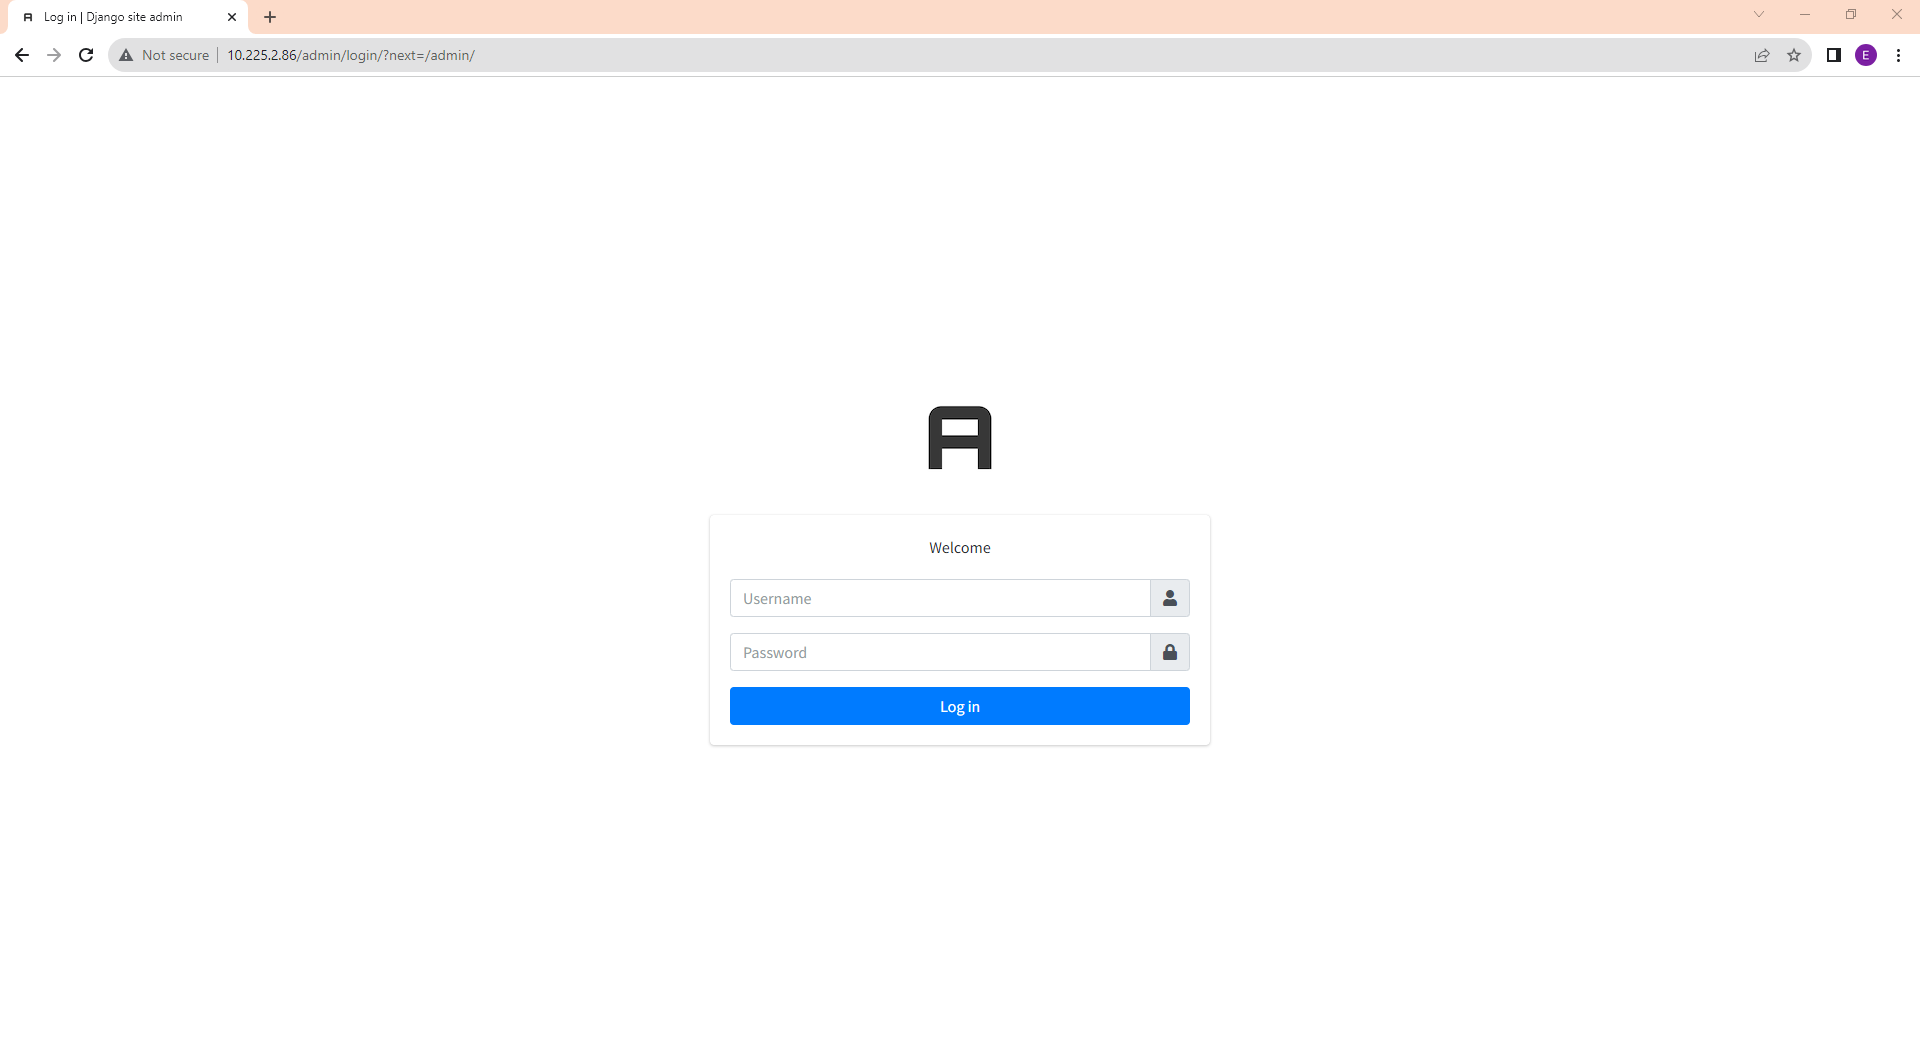 Log in | Django site admin
Not secure
10.225.2.86/admin/login/?next=/admin/
E
A
Welcome
Username
Password
Log in